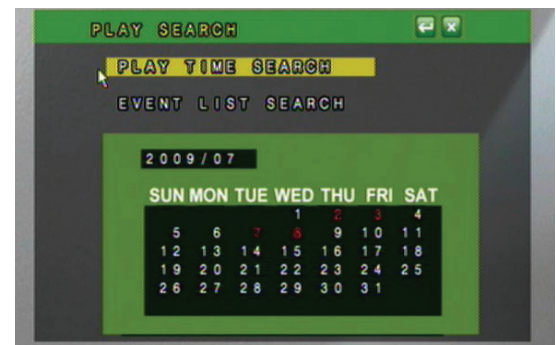 PLAY SEARCH
PLAY TIME SEARCH
EVENT LIST SEARCH
2009/07
SUN MON TUE WED THU FRI SAT
1 2 3 4
5 6 7 8 9 10 11
12 13 14 15 16 17 18
19 20 21 22 23 24 25
26 27 28 29 30 31